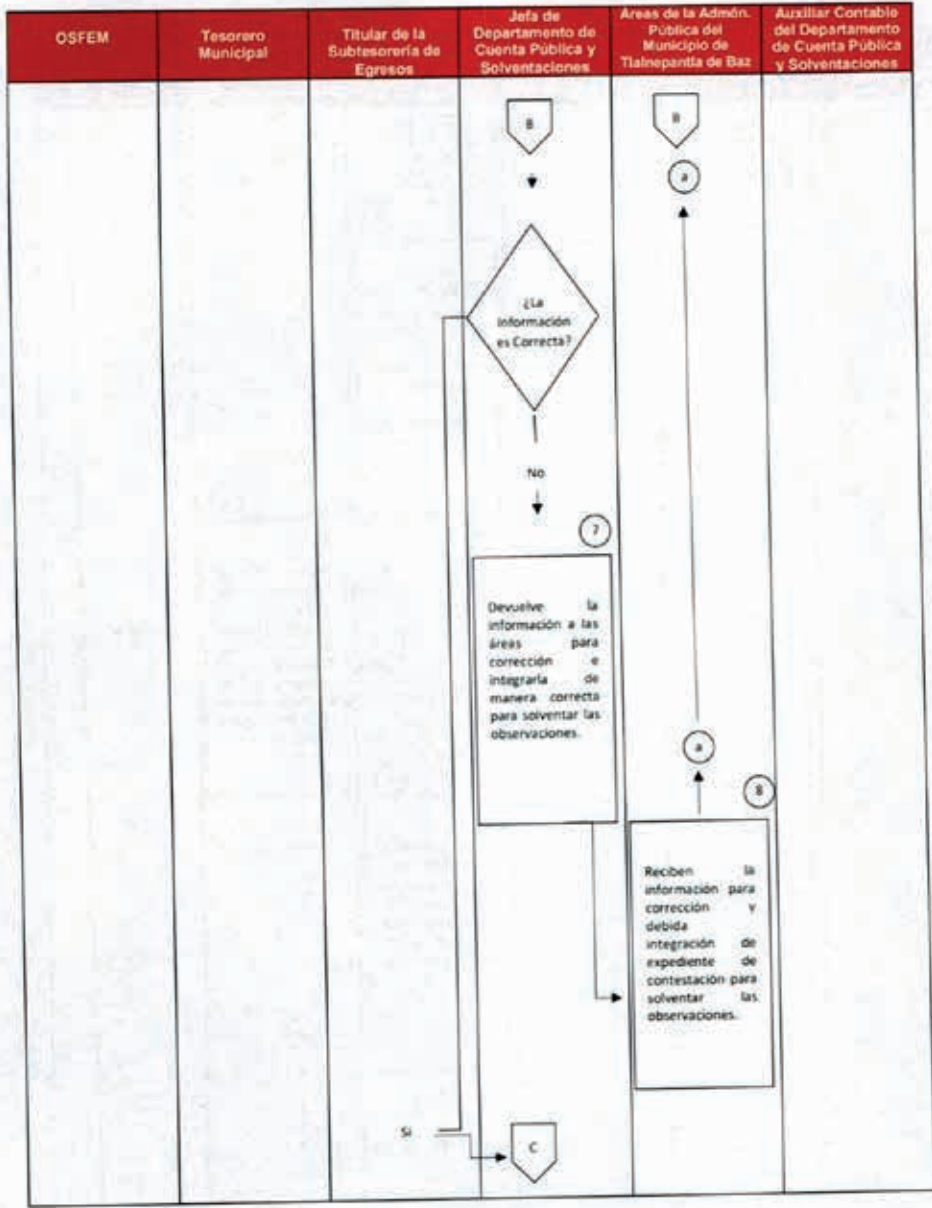 OSFEM
Tesorero
Municipal
Titular de la
Subtesorería de
Egresos
Jefa de
Departamento de
Cuenta Pública y
Solventaciones
Áreas de la Admón.
Pública del
Municipio de
Tlalnepantla de Baz
Auxiliar Contable
del Departamento
de Cuenta Pública
y Solventaciones
B
B
a
¿La
información
es Correcta?
No
7
Devuelve la
información a las
áreas para
corrección e
integrarla de
manera correcta
para solventar las
observaciones.
a
8
Reciben la
información para
corrección y
debida
integración de
expediente de
contestación para
solventar las
observaciones.
Si
C